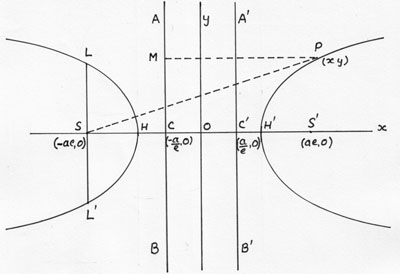 A y A'
L
M P
(x y)
S H C O C' H' S' x
(-ae,0) (-a/e,0) (a/e,0) (ae,0)
L'
B B'